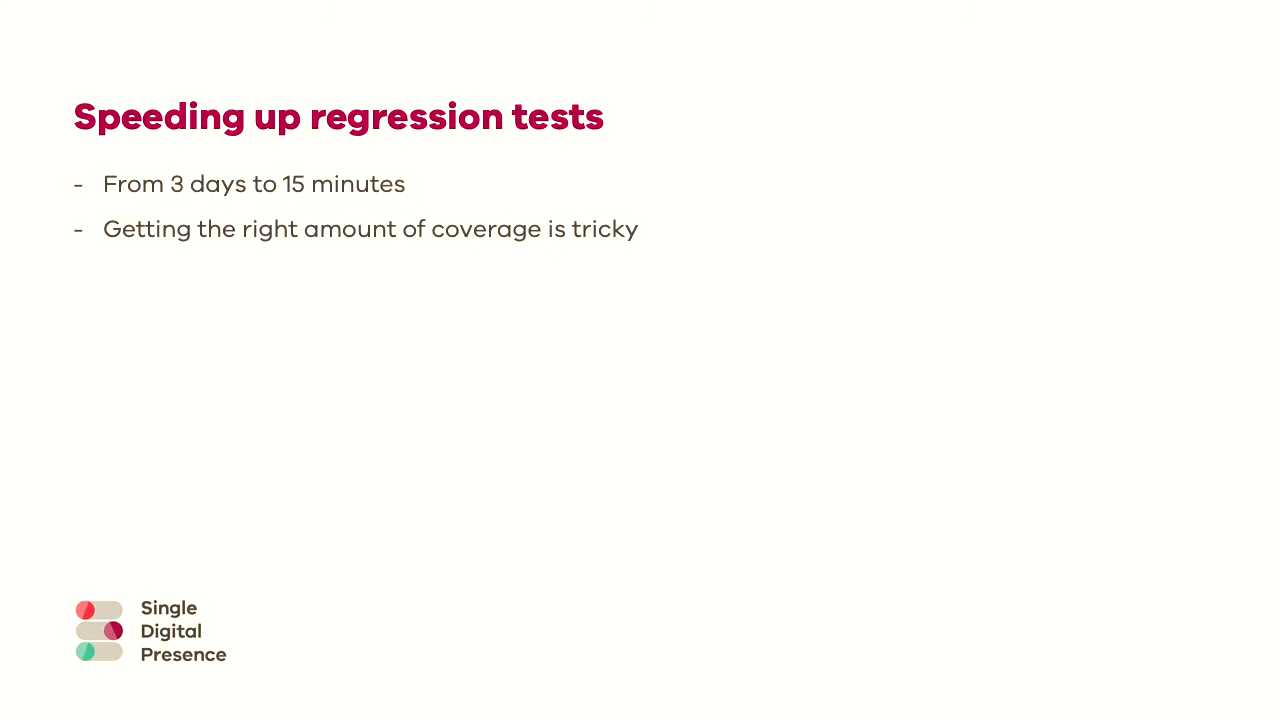 Speeding up regression tests
- From 3 days to 15 minutes
- Getting the right amount of coverage is tricky
Single
Digital
Presence